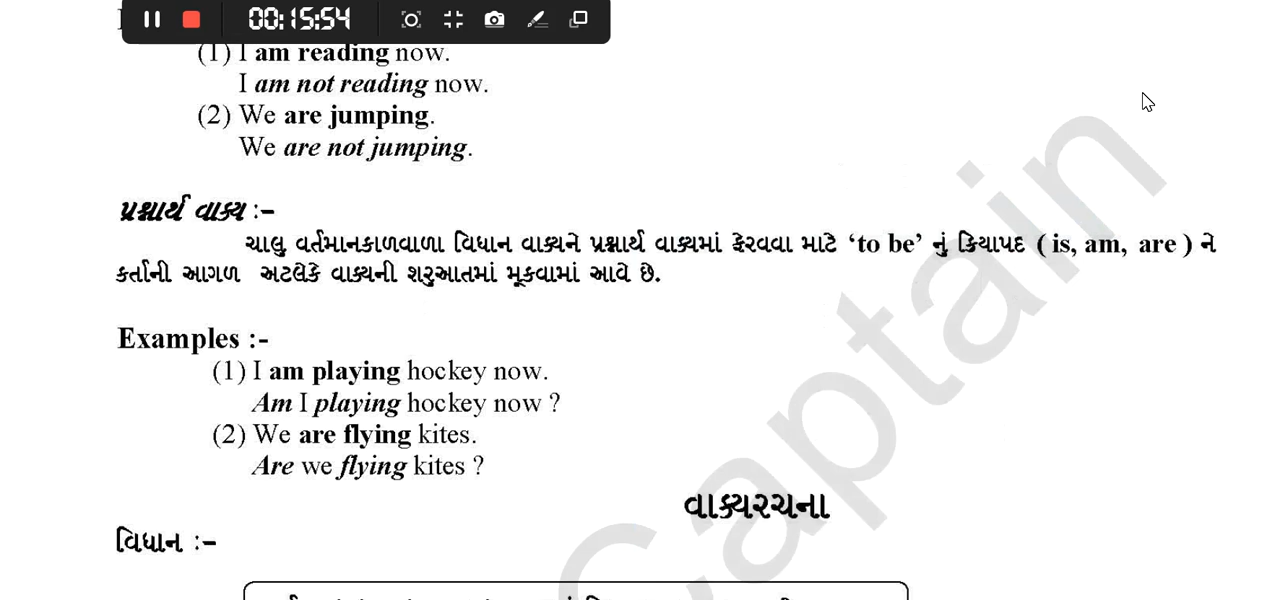 00:15:54
(1) I am reading now.
I am not reading now.
(2) We are jumping.
We are not jumping.
પ્રશ્નાર્થ વાક્ય :–
ચાલુ વર્તમાનકાળવાળા વિધાન વાક્યને પ્રશ્નાર્થ વાક્યમાં ફેરવવા માટે ‘to be’ નું ક્રિયાપદ ( is, am, are ) ને
કર્તાની આગળ અટલેકે વાક્યની શરુઆતમાં મૂકવામાં આવે છે.
Examples :-
(1) I am playing hockey now.
Am I playing hockey now ?
(2) We are flying kites.
Are we flying kites ?
વાક્યરચના
વિધાન :–
Captain